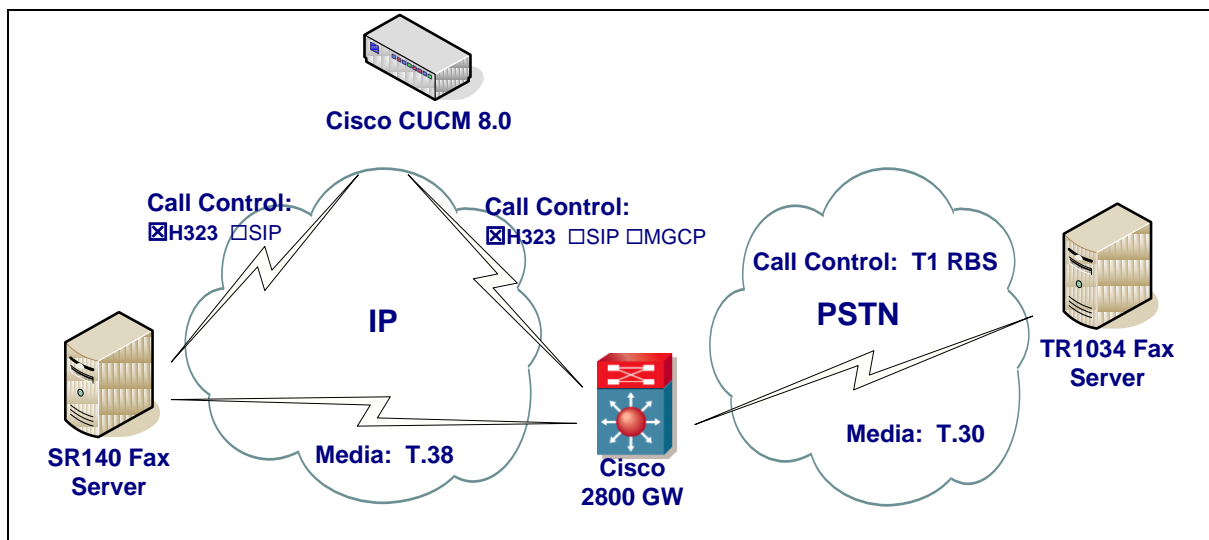 Cisco CUCM 8.0
Call Control:
☒H323 ☐SIP
Call Control:
☒H323 ☐SIP ☐MGCP
Call Control: T1 RBS
IP
PSTN
TR1034 Fax
Server
Media: T.38
Media: T.30
SR140 Fax
Server
Cisco
2800 GW